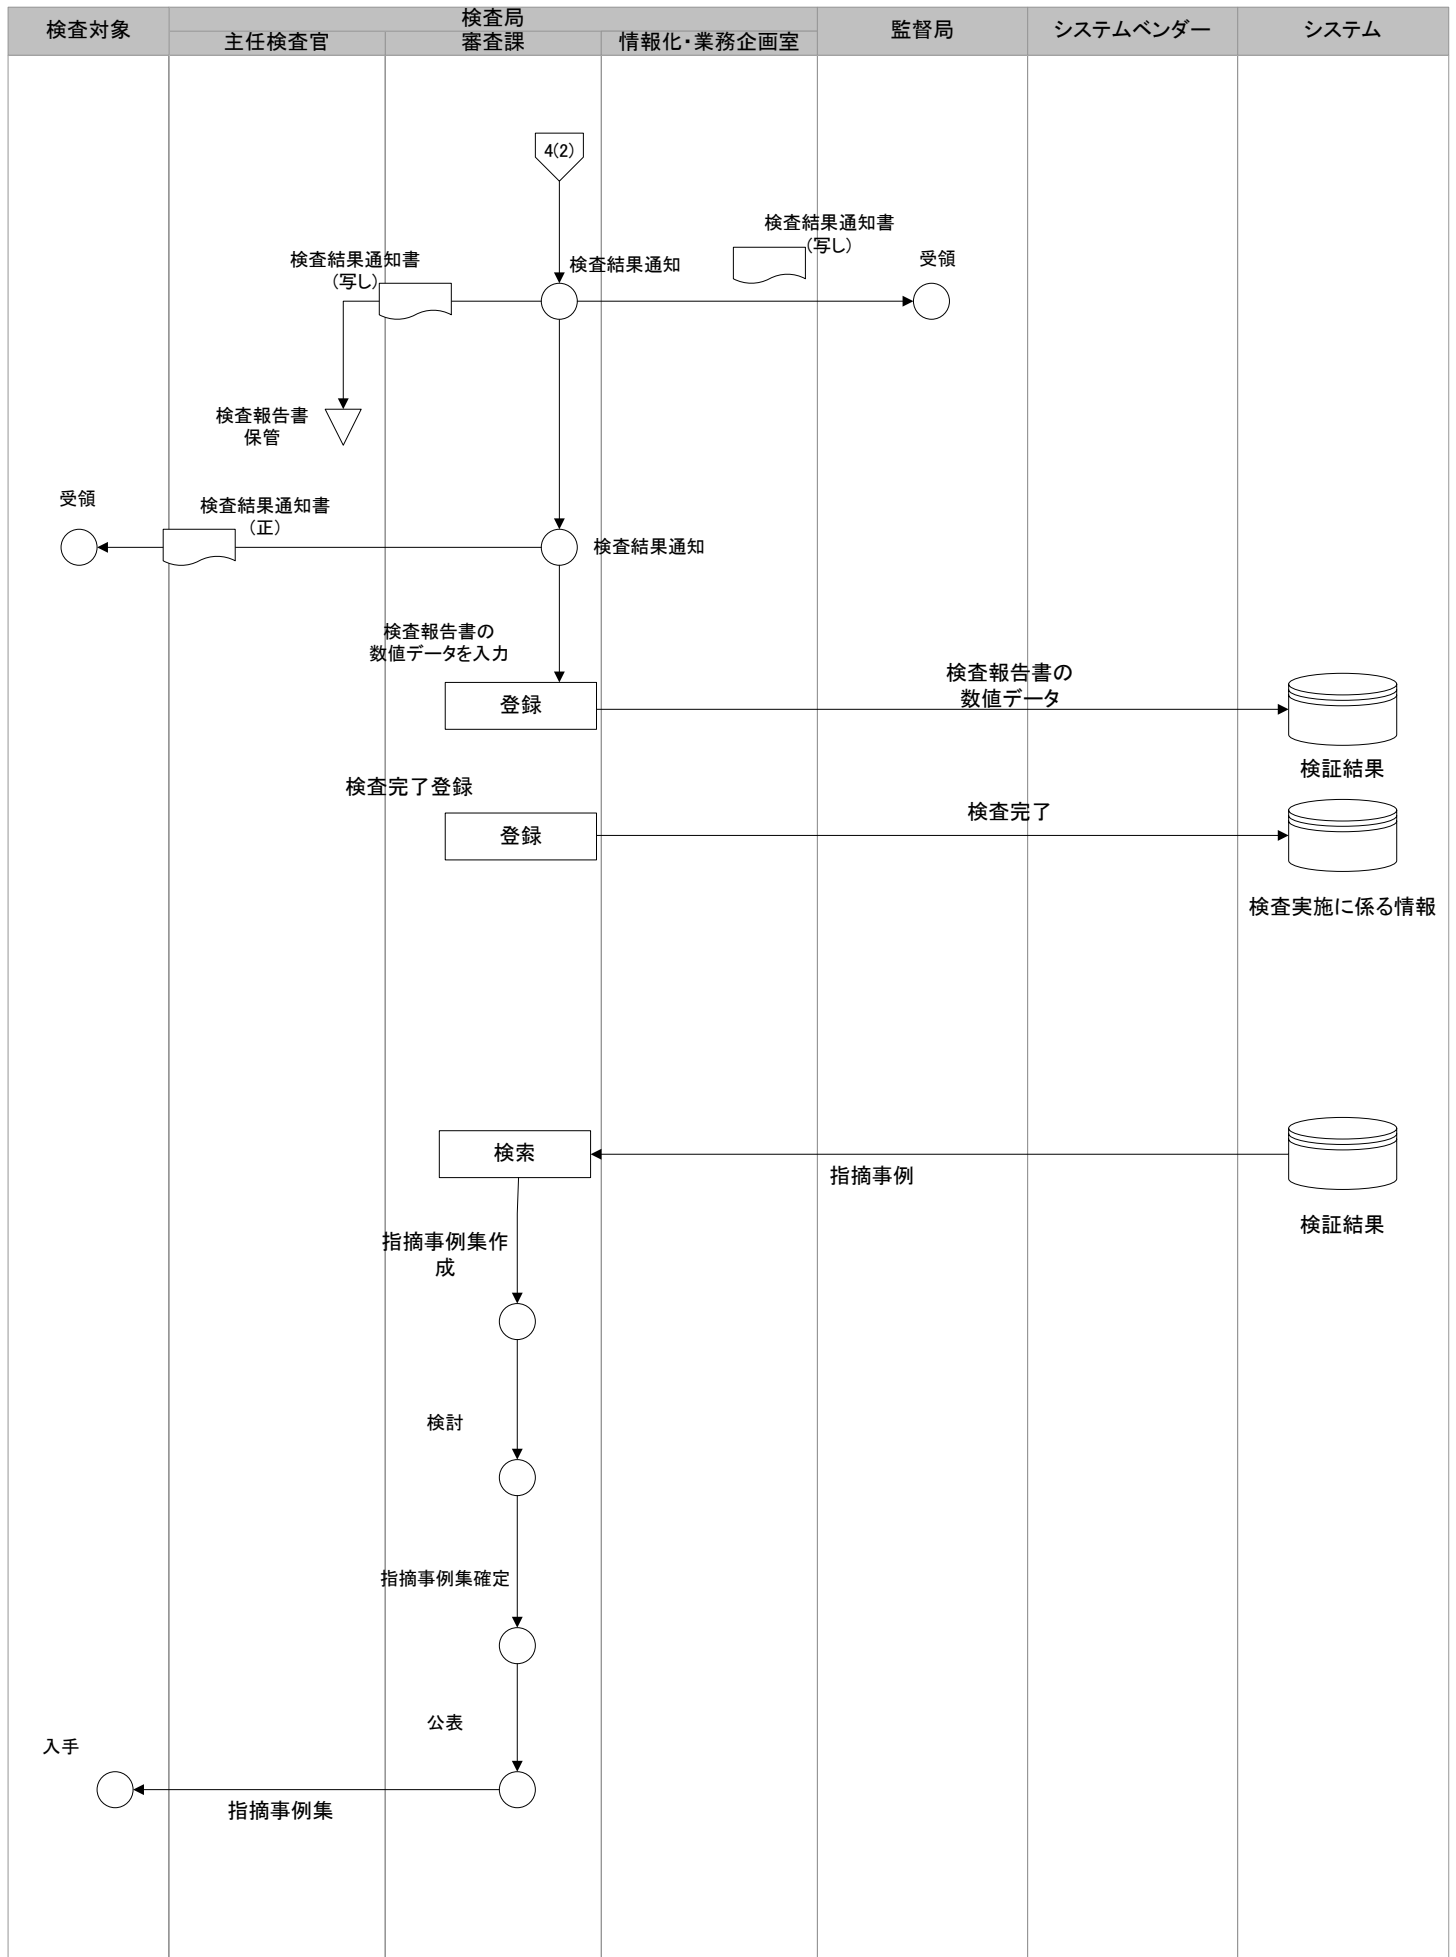 検査対象
検査局
主任検査官
審査課
情報化・業務企画室
監督局
システムベンダー
システム
4(2)
検査結果通知書
(写し)
検査結果通知書
(写し)
検査結果通知
受領
検査報告書
保管
受領
検査結果通知書
(正)
検査結果通知
検査報告書の
数値データを入力
登録
検査報告書の
数値データ
検証結果
検査完了登録
登録
検査完了
検査実施に係る情報
検索
指摘事例
検証結果
指摘事例集作
成
検討
指摘事例集確定
公表
入手
指摘事例集